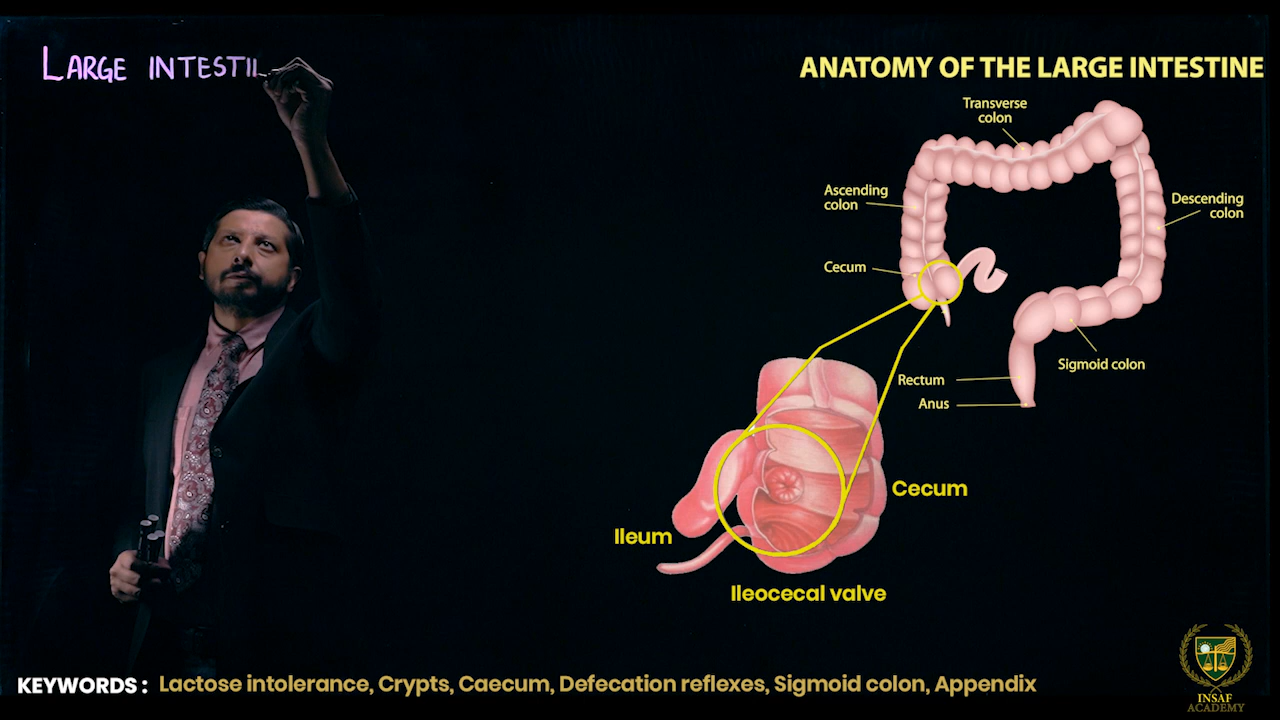 LARGE INTESTI
ANATOMY OF THE LARGE INTESTINE
Transverse
colon
Ascending
colon
Descending
colon
Cecum
Sigmoid colon
Rectum
Anus
Cecum
Ileum
Ileocecal valve
KEYWORDS : Lactose intolerance, Crypts, Caecum, Defecation reflexes, Sigmoid colon, Appendix
INSAF
ACADEMY